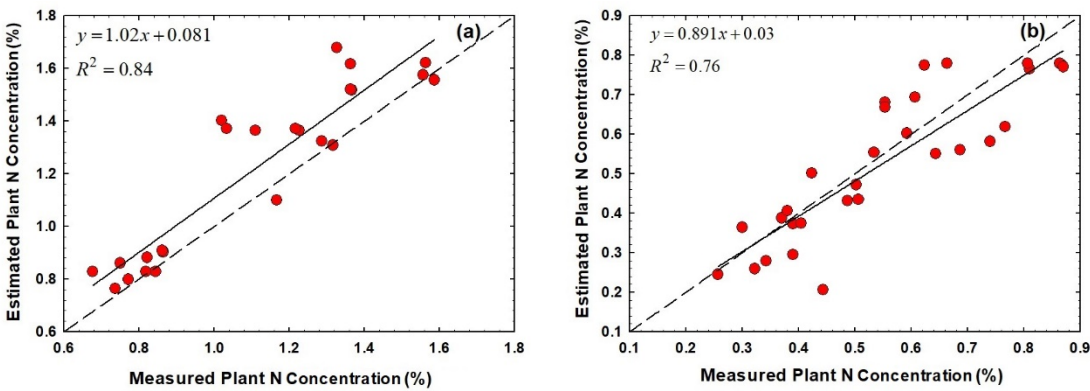 1.8
1.6
1.4
1.2
1.0
0.8
0.6
Estimated Plant N Concentration (%)
y = 1.02x + 0.081
R² = 0.84
(a)
0.6 0.8 1.0 1.2 1.4 1.6 1.8
Measured Plant N Concentration (%)
0.9
0.8
0.7
0.6
0.5
0.4
0.3
0.2
0.1
Estimated Plant N Concentration (%)
y = 0.891x + 0.03
R² = 0.76
(b)
0.1 0.2 0.3 0.4 0.5 0.6 0.7 0.8 0.9
Measured Plant N Concentration (%)